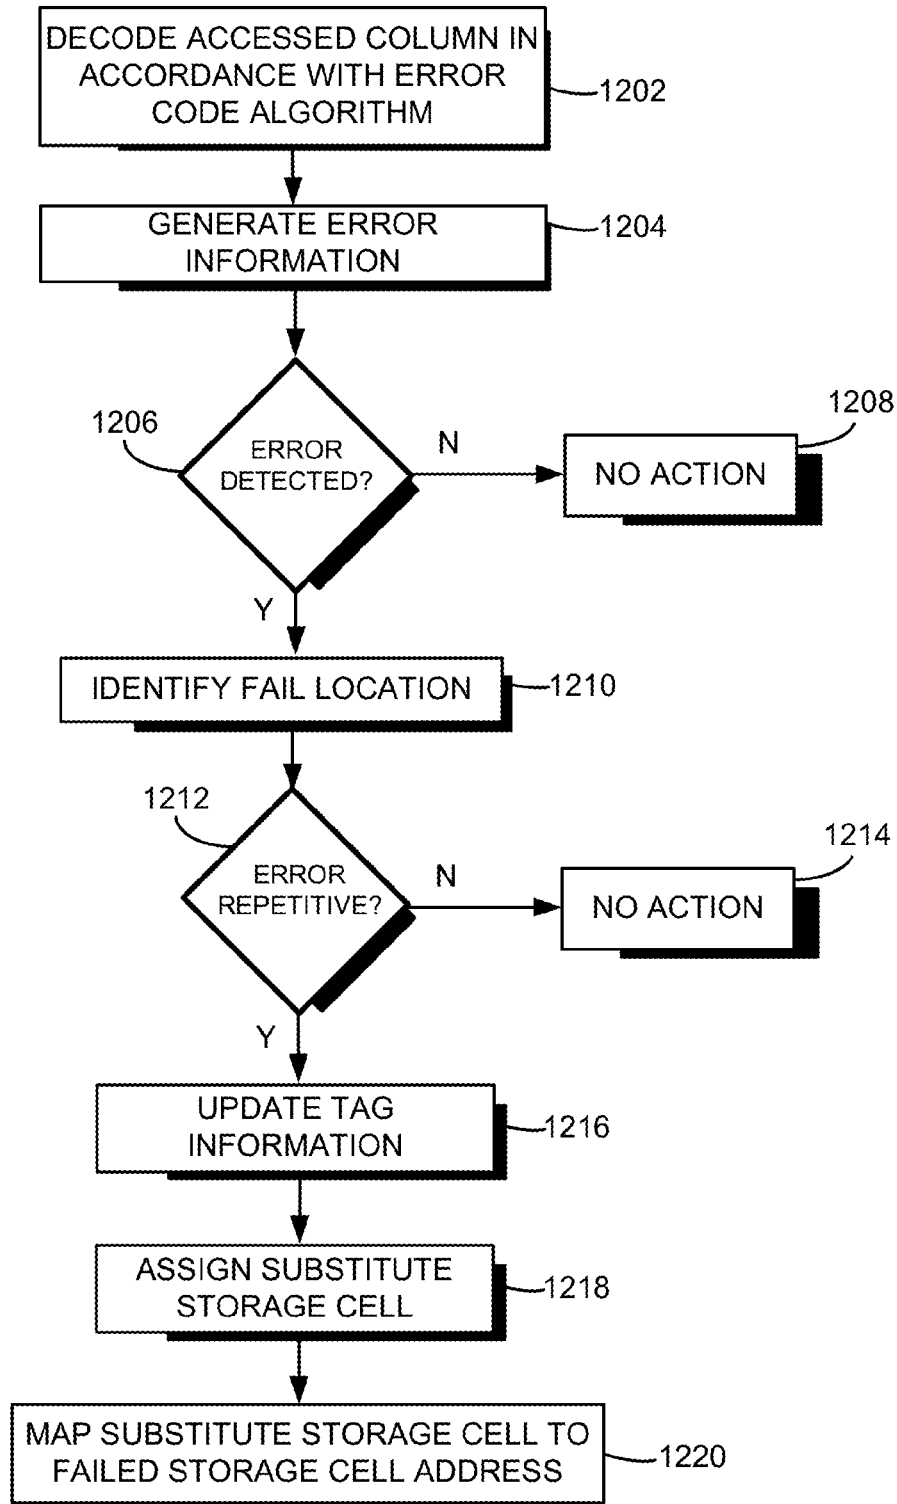 DECODE ACCESSED COLUMN IN
ACCORDANCE WITH ERROR
CODE ALGORITHM
1202
GENERATE ERROR
INFORMATION
1204
1206
ERROR
DETECTED?
N
1208
NO ACTION
Y
IDENTIFY FAIL LOCATION
1210
1212
ERROR
REPETITIVE?
N
1214
NO ACTION
Y
UPDATE TAG
INFORMATION
1216
ASSIGN SUBSTITUTE
STORAGE CELL
1218
MAP SUBSTITUTE STORAGE CELL TO
FAILED STORAGE CELL ADDRESS
1220